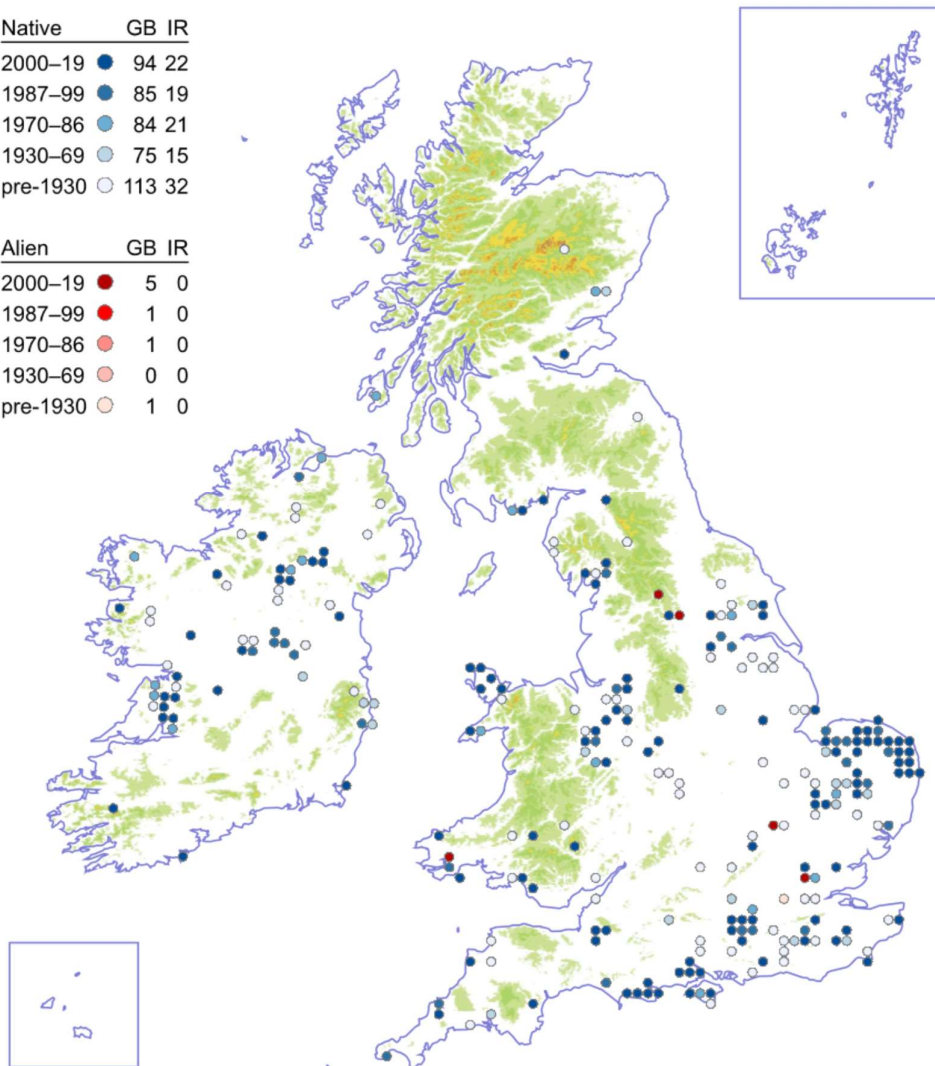 Native GB IR
2000–19 94 22
1987–99 85 19
1970–86 84 21
1930–69 75 15
pre-1930 113 32
Alien GB IR
2000–19 5 0
1987–99 1 0
1970–86 1 0
1930–69 0 0
pre-1930 1 0